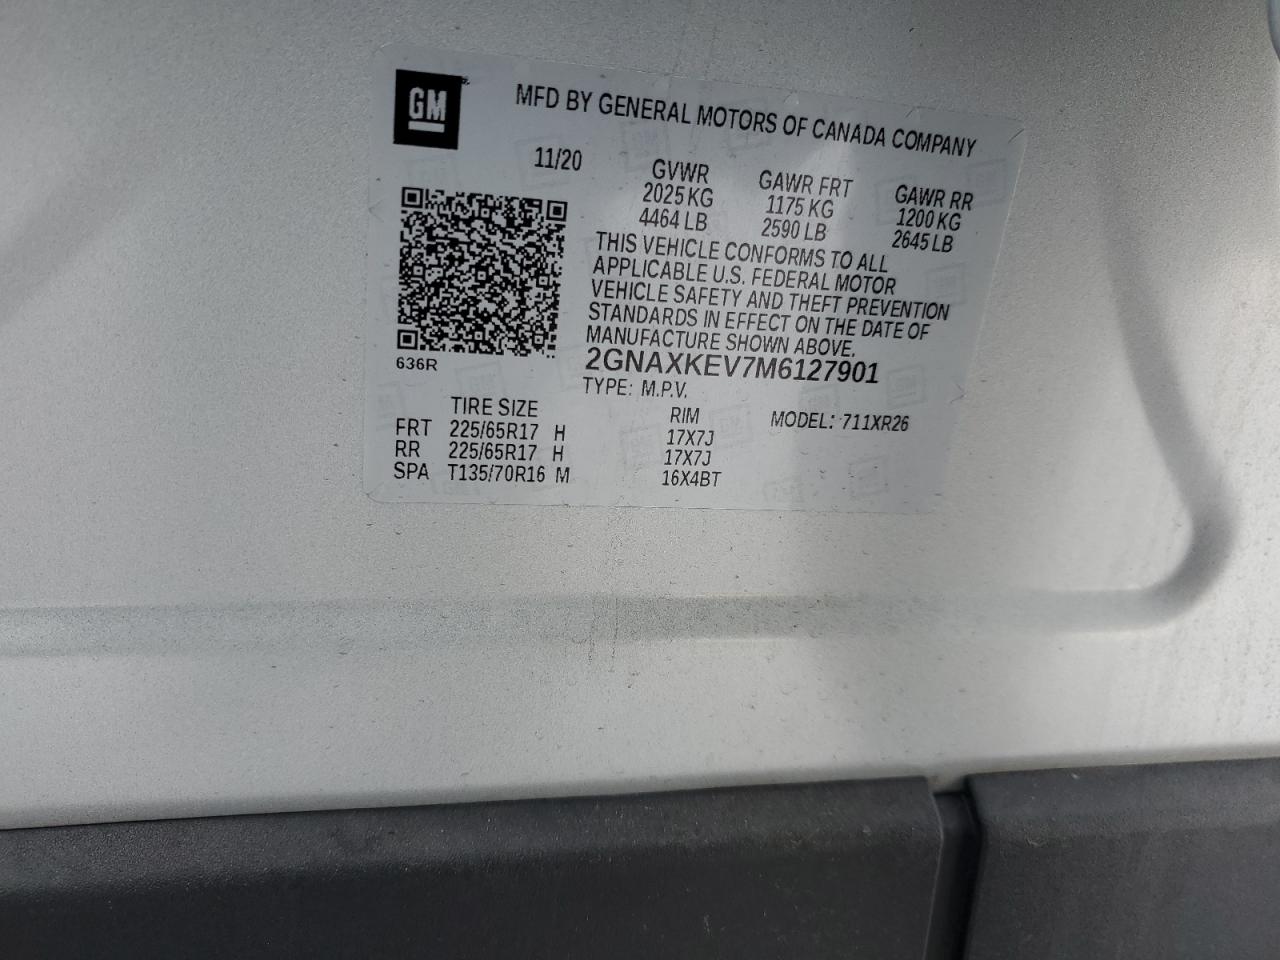 GM
MFD BY GENERAL MOTORS OF CANADA COMPANY
11/20 GVWR GAWR FRT GAWR RR
2025 KG 1175 KG 1200 KG
4464 LB 2590 LB 2645 LB
THIS VEHICLE CONFORMS TO ALL
APPLICABLE U.S. FEDERAL MOTOR
VEHICLE SAFETY AND THEFT PREVENTION
STANDARDS IN EFFECT ON THE DATE OF
MANUFACTURE SHOWN ABOVE.
636R 2GNAXKEV7M6127901
TYPE: M.P.V.
TIRE SIZE RIM MODEL: 711XR26
FRT 225/65R17 H 17X7J
RR 225/65R17 H 17X7J
SPA T135/70R16 M 16X4BT